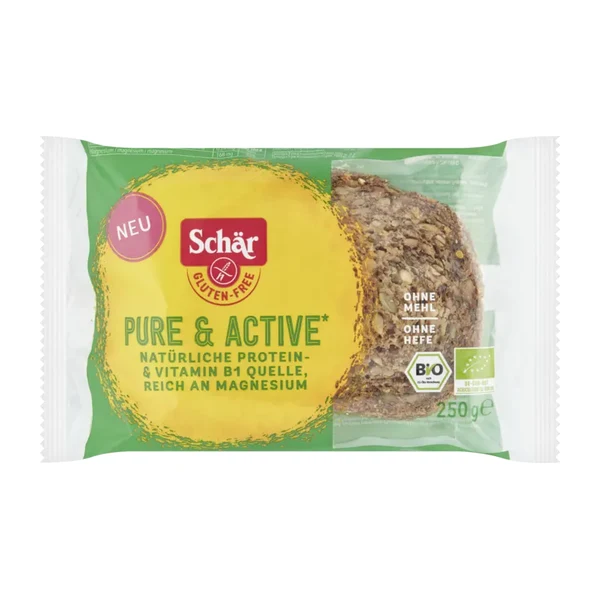 NEU
Schär
GLUTEN-FREE
PURE & ACTIVE*
NATÜRLICHE PROTEIN-
& VITAMIN B1 QUELLE,
REICH AN MAGNESIUM
OHNE
MEHL
OHNE
HEFE
BIO
250g℮